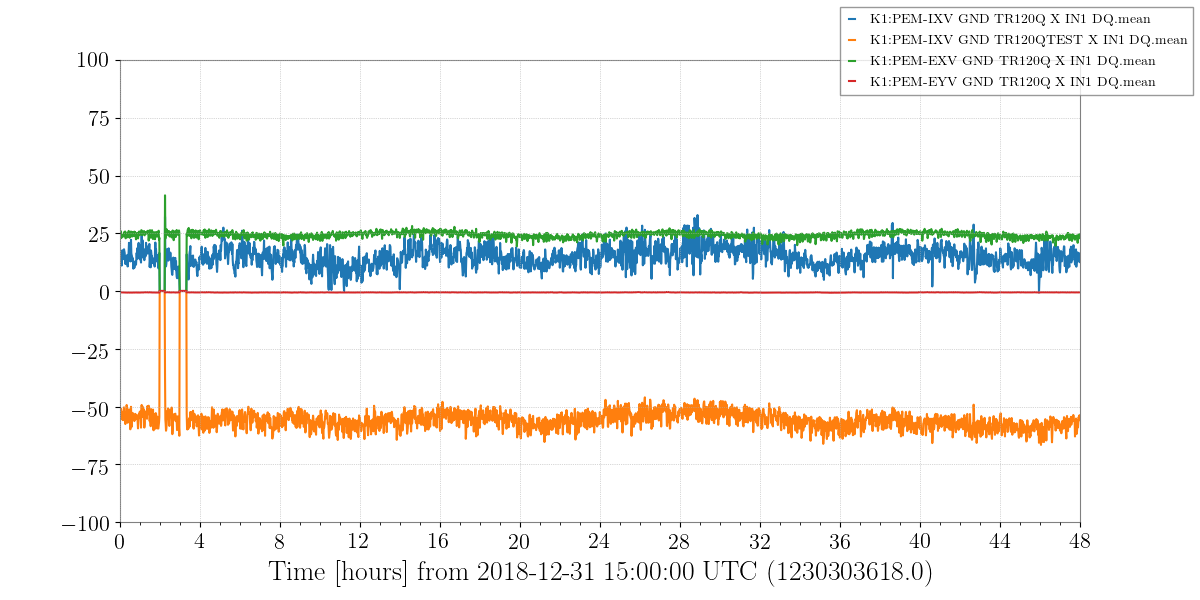 K1:PEM-IXV GND TR120Q X IN1 DQ.mean
K1:PEM-IXV GND TR120QTEST X IN1 DQ.mean
K1:PEM-EXV GND TR120Q X IN1 DQ.mean
K1:PEM-EYV GND TR120Q X IN1 DQ.mean
100
75
50
25
0
−25
−50
−75
−100
0 4 8 12 16 20 24 28 32 36 40 44 48
Time [hours] from 2018-12-31 15:00:00 UTC (1230303618.0)